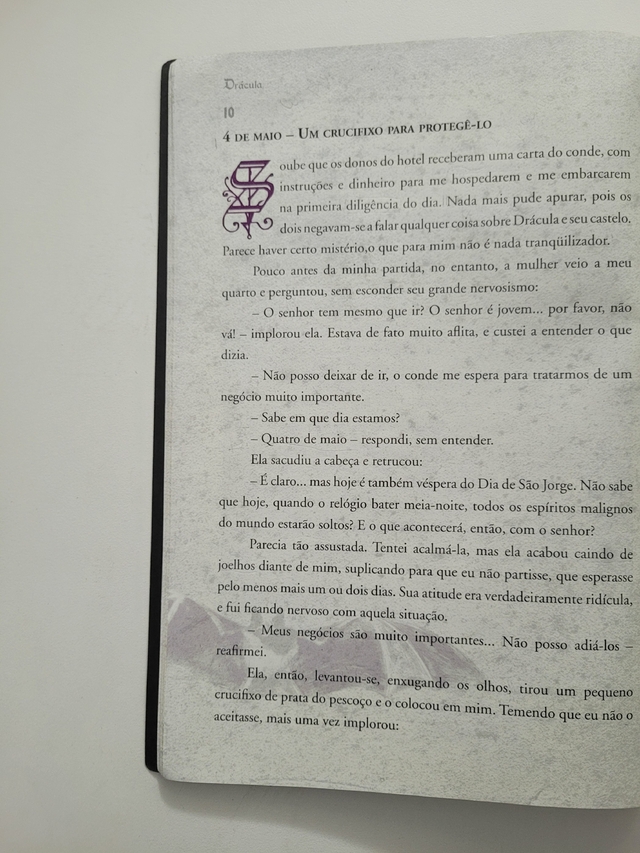 Drácula
10
4 DE MAIO – UM CRUCIFIXO PARA PROTEGÊ-LO
Soube que os donos do hotel receberam uma carta do conde, com
instruções e dinheiro para me hospedarem e me embarcarem
na primeira diligência do dia. Nada mais pude apurar, pois os
dois negavam-se a falar qualquer coisa sobre Drácula e seu castelo.
Parece haver certo mistério,o que para mim não é nada tranqüilizador.
Pouco antes da minha partida, no entanto, a mulher veio a meu
quarto e perguntou, sem esconder seu grande nervosismo:
– O senhor tem mesmo que ir? O senhor é jovem... por favor, não
vá! – implorou ela. Estava de fato muito aflita, e custei a entender o que
dizia.
– Não posso deixar de ir, o conde me espera para tratarmos de um
negócio muito importante.
– Sabe em que dia estamos?
– Quatro de maio – respondi, sem entender.
Ela sacudiu a cabeça e retrucou:
– É claro... mas hoje é também véspera do Dia de São Jorge. Não sabe
que hoje, quando o relógio bater meia-noite, todos os espíritos malignos
do mundo estarão soltos? E o que acontecerá, então, com o senhor?
Parecia tão assustada. Tentei acalmá-la, mas ela acabou caindo de
joelhos diante de mim, suplicando para que eu não partisse, que esperasse
pelo menos mais um ou dois dias. Sua atitude era verdadeiramente ridícula,
e fui ficando nervoso com aquela situação.
– Meus negócios são muito importantes... Não posso adiá-los –
reafirmei.
Ela, então, levantou-se, enxugando os olhos, tirou um pequeno
crucifixo de prata do pescoço e o colocou em mim. Temendo que eu não o
aceitasse, mais uma vez implorou: